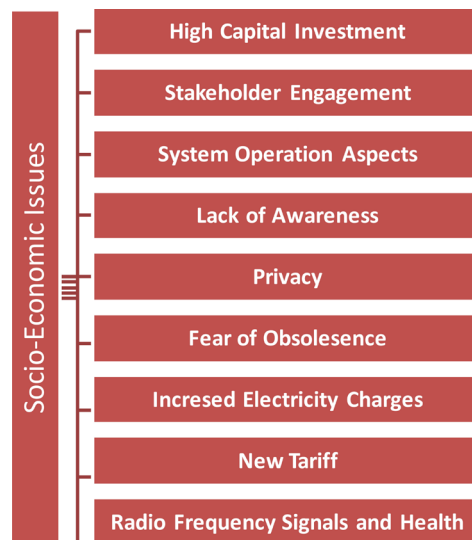 Socio-Economic Issues
High Capital Investment
Stakeholder Engagement
System Operation Aspects
Lack of Awareness
Privacy
Fear of Obsolesence
Incresed Electricity Charges
New Tariff
Radio Frequency Signals and Health